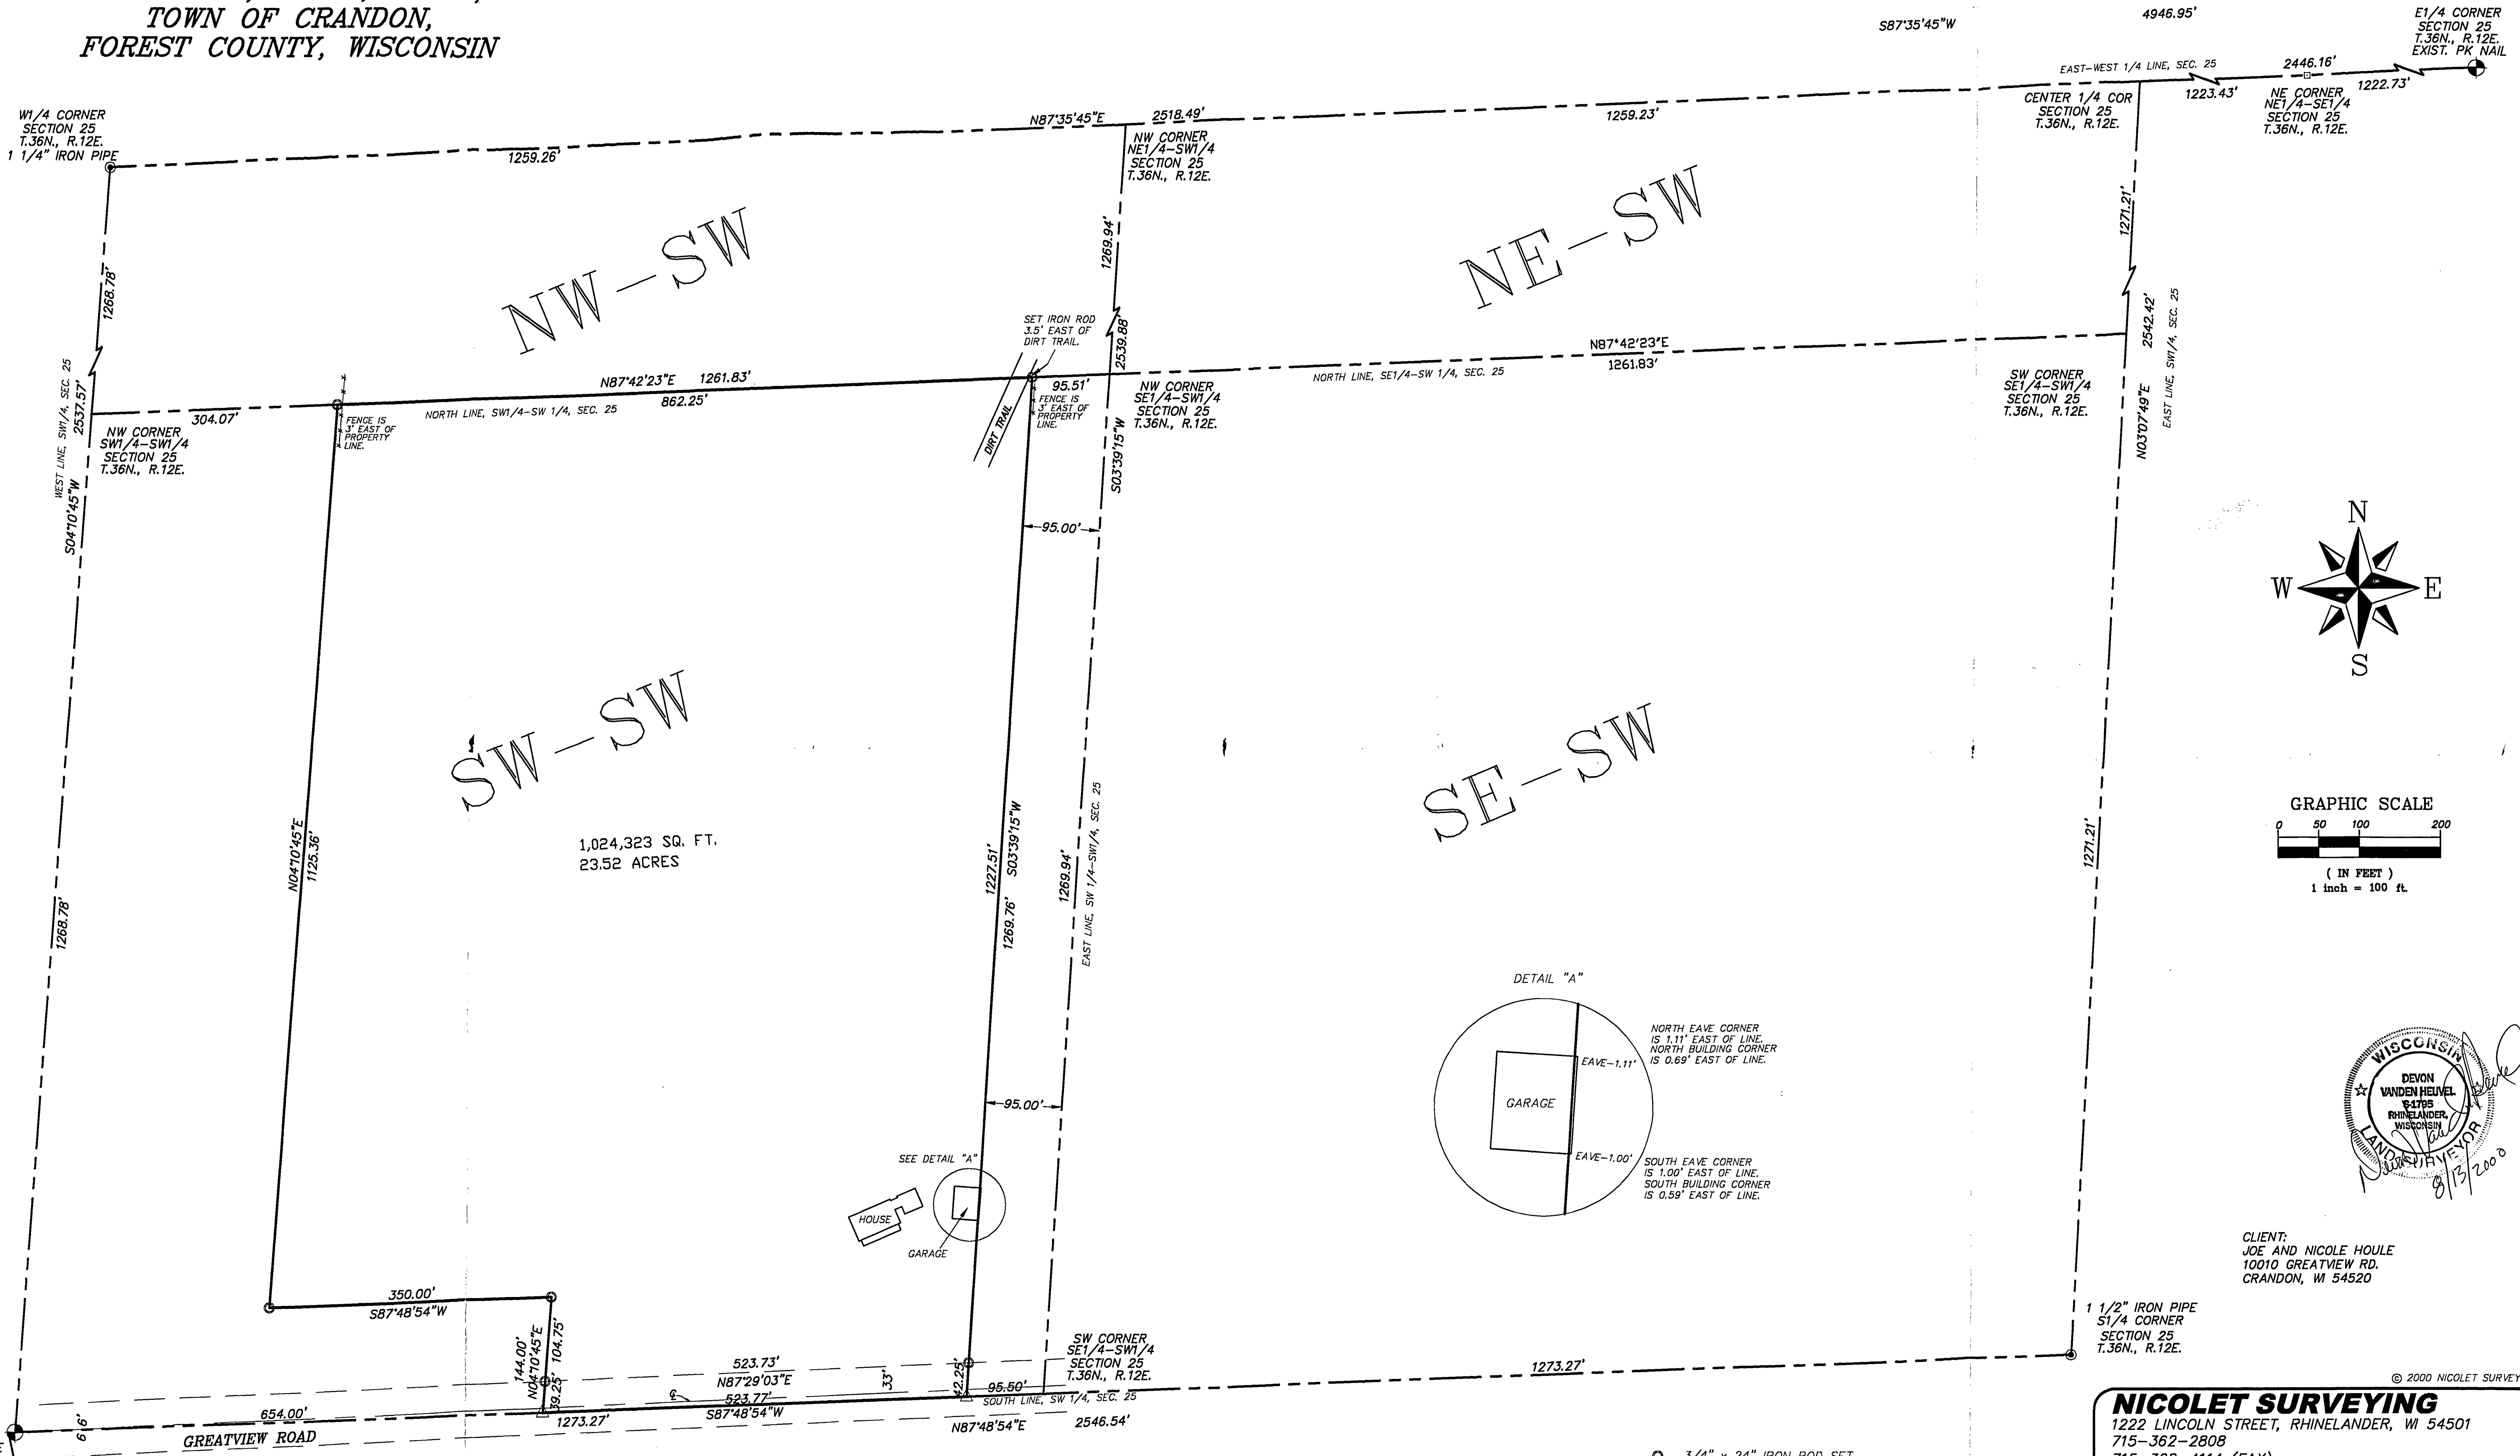 TOWN OF CRANDON,
FOREST COUNTY, WISCONSIN
S87°35'45"W
4946.95'
E1/4 CORNER
SECTION 25
T.36N., R.12E.
EXIST. PK NAIL
EAST-WEST 1/4 LINE, SEC. 25
2446.16'
1223.43'
1222.73'
CENTER 1/4 COR
SECTION 25
T.36N., R.12E.
NE CORNER
NE1/4-SE1/4
SECTION 25
T.36N., R.12E.
W1/4 CORNER
SECTION 25
T.36N., R.12E.
1 1/4" IRON PIPE
1259.26'
N87°35'45"E
2518.49'
1259.23'
NW CORNER
NE1/4-SW1/4
SECTION 25
T.36N., R.12E.
NW-SW
NE-SW
1268.78'
1269.94'
1271.21'
SET IRON ROD
3.5' EAST OF
DIRT TRAIL.
2539.88'
WEST LINE, SW1/4, SEC. 25
2537.57'
S04°10'45"W
304.07'
NW CORNER
SW1/4-SW1/4
SECTION 25
T.36N., R.12E.
N87°42'23"E 1261.83'
NORTH LINE, SW1/4-SW 1/4, SEC. 25
862.25'
FENCE IS
3' EAST OF
PROPERTY
LINE.
DIRT TRAIL
95.51'
FENCE IS
3' EAST OF
PROPERTY
LINE.
NW CORNER
SE1/4-SW1/4
SECTION 25
T.36N., R.12E.
S03°39'15"W
NORTH LINE, SE1/4-SW 1/4, SEC. 25
N87°42'23"E
1261.83'
SW CORNER
SE1/4-SW1/4
SECTION 25
T.36N., R.12E.
N03°07'49"E 2542.42'
EAST LINE, SW1/4, SEC. 25
95.00'
N
W E
S
SW-SW
SE-SW
GRAPHIC SCALE
0 50 100 200
( IN FEET )
1 inch = 100 ft.
1,024,323 SQ. FT.
23.52 ACRES
N04°10'45"E
1125.36'
1268.78'
1227.51'
S03°39'15"W
1269.76'
1269.94'
EAST LINE, SW 1/4-SW1/4, SEC. 25
1271.21'
DETAIL "A"
NORTH EAVE CORNER
IS 1.11' EAST OF LINE.
NORTH BUILDING CORNER
IS 0.69' EAST OF LINE.
EAVE-1.11'
GARAGE
EAVE-1.00'
SOUTH EAVE CORNER
IS 1.00' EAST OF LINE.
SOUTH BUILDING CORNER
IS 0.59' EAST OF LINE.
95.00'
SEE DETAIL "A"
HOUSE
GARAGE
WISCONSIN
DEVON
VANDEN HEUVEL
S-1795
RHINELANDER,
WISCONSIN
LAND SURVEYOR
8/13/2000
CLIENT:
JOE AND NICOLE HOULE
10010 GREATVIEW RD.
CRANDON, WI 54520
350.00'
S87°48'54"W
144.00'
N04°10'45"E
39.25' 104.75'
1 1/2" IRON PIPE
S1/4 CORNER
SECTION 25
T.36N., R.12E.
SW CORNER
SE1/4-SW1/4
SECTION 25
T.36N., R.12E.
523.73'
N87°29'03"E
33'
42.25'
95.50'
523.77'
S87°48'54"W
SOUTH LINE, SW 1/4, SEC. 25
1273.27'
654.00'
1273.27'
66'
GREATVIEW ROAD
N87°48'54"E
2546.54'
© 2000 NICOLET SURVEY
NICOLET SURVEYING
1222 LINCOLN STREET, RHINELANDER, WI 54501
715-362-2808
3/4" x 24" IRON ROD SET